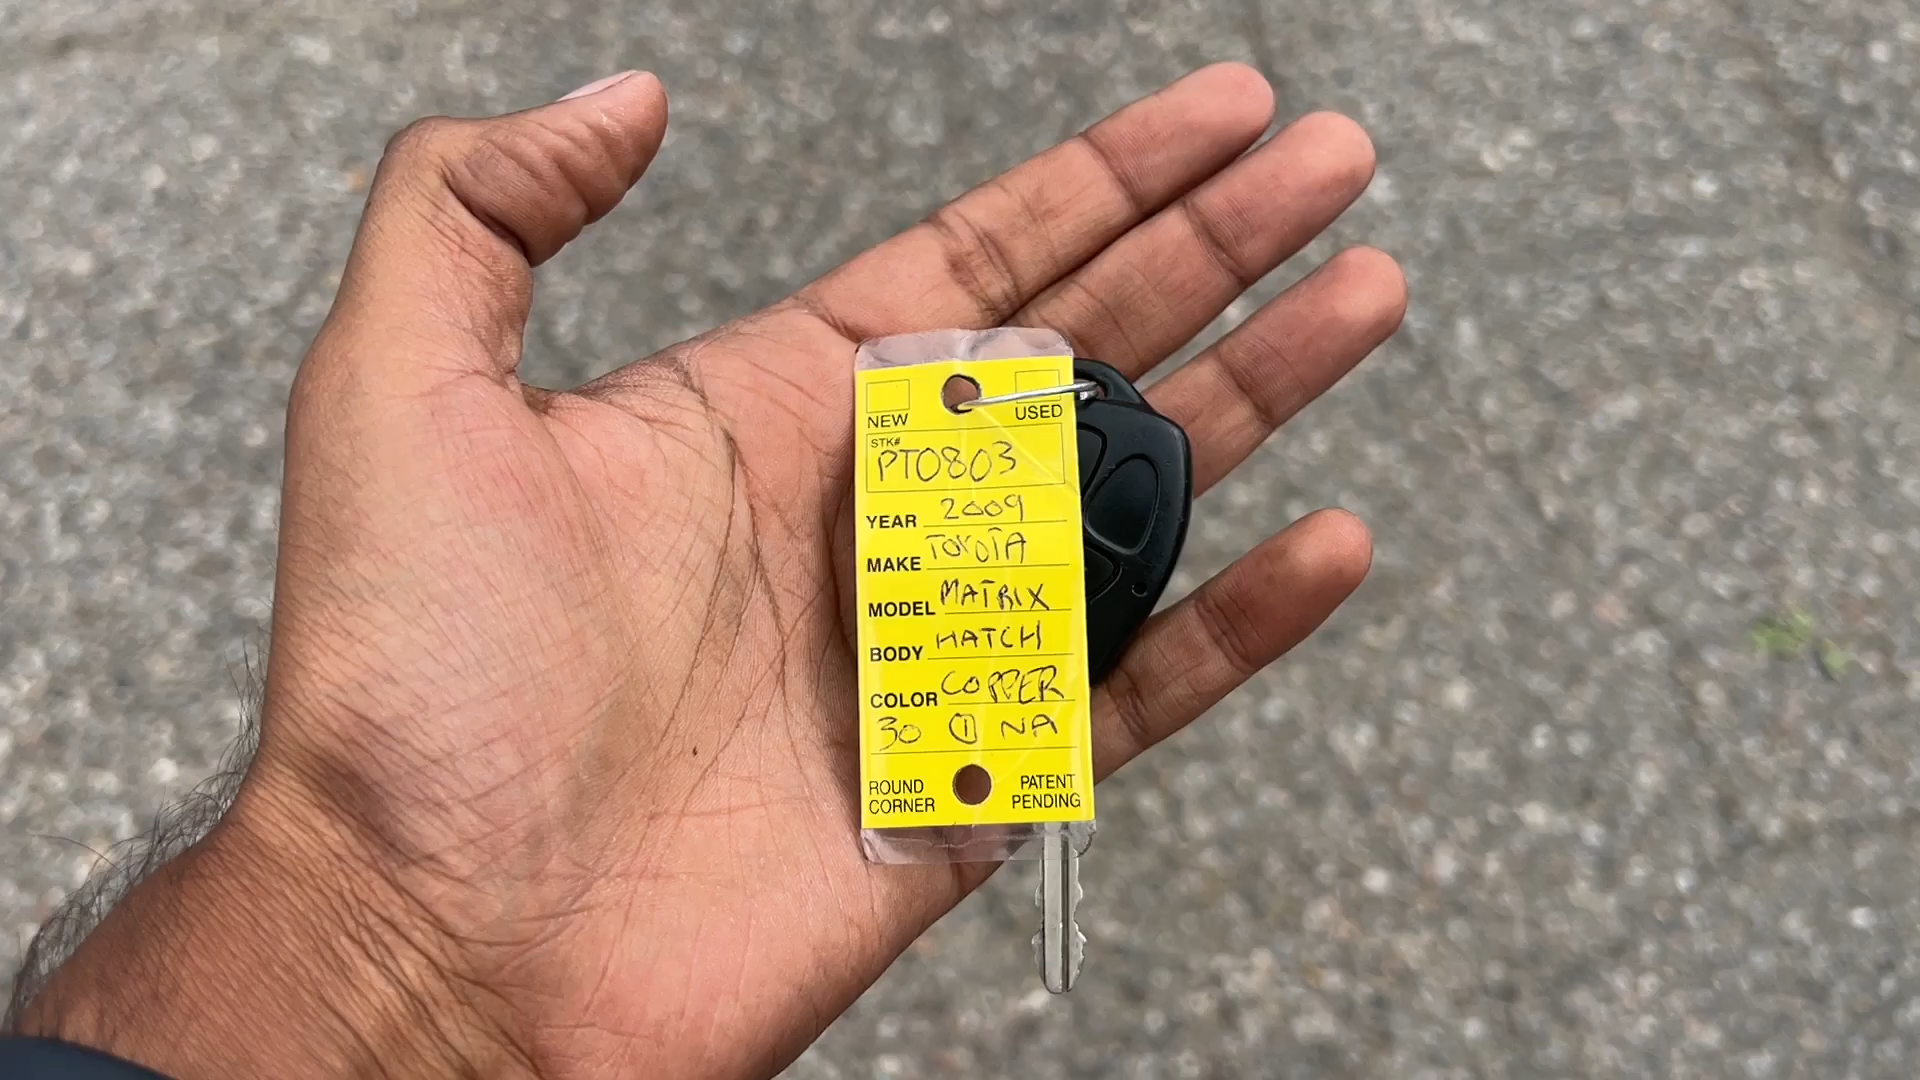 NEW USED
STK#
PT0803
YEAR 2009
MAKE TOYOTA
MODEL MATRIX
BODY HATCH
COLOR COPPER
30 ① NA
ROUND CORNER
PATENT PENDING